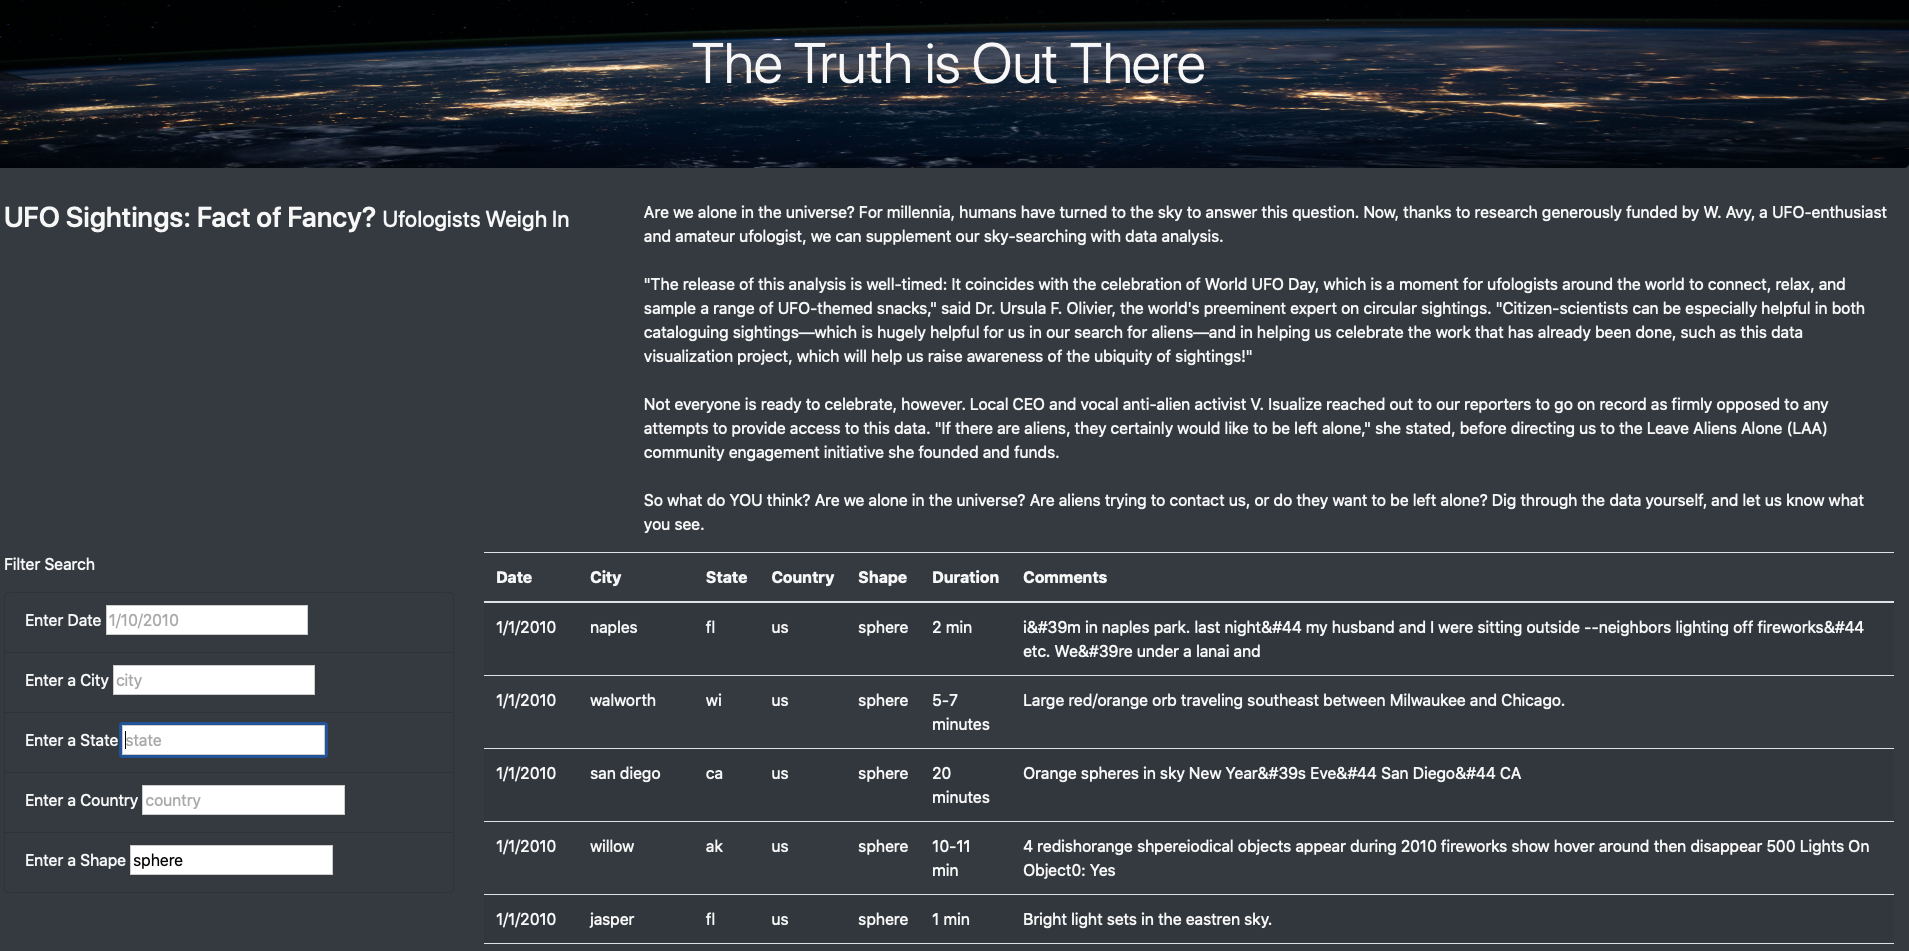 The Truth is Out There
UFO Sightings: Fact of Fancy? Ufologists Weigh In
Are we alone in the universe? For millennia, humans have turned to the sky to answer this question. Now, thanks to research generously funded by W. Avy, a UFO-enthusiast
and amateur ufologist, we can supplement our sky-searching with data analysis.
"The release of this analysis is well-timed: It coincides with the celebration of World UFO Day, which is a moment for ufologists around the world to connect, relax, and
sample a range of UFO-themed snacks," said Dr. Ursula F. Olivier, the world's preeminent expert on circular sightings. "Citizen-scientists can be especially helpful in both
cataloguing sightings—which is hugely helpful for us in our search for aliens—and in helping us celebrate the work that has already been done, such as this data
visualization project, which will help us raise awareness of the ubiquity of sightings!"
Not everyone is ready to celebrate, however. Local CEO and vocal anti-alien activist V. Isualize reached out to our reporters to go on record as firmly opposed to any
attempts to provide access to this data. "If there are aliens, they certainly would like to be left alone," she stated, before directing us to the Leave Aliens Alone (LAA)
community engagement initiative she founded and funds.
So what do YOU think? Are we alone in the universe? Are aliens trying to contact us, or do they want to be left alone? Dig through the data yourself, and let us know what
you see.
Filter Search
Enter Date 1/10/2010
Enter a City city
Enter a State state
Enter a Country country
Enter a Shape sphere
Date City State Country Shape Duration Comments
1/1/2010 naples fl us sphere 2 min i&#39m in naples park. last night&#44 my husband and I were sitting outside --neighbors lighting off fireworks&#44
etc. We&#39re under a lanai and
1/1/2010 walworth wi us sphere 5-7 Large red/orange orb traveling southeast between Milwaukee and Chicago.
minutes
1/1/2010 san diego ca us sphere 20 Orange spheres in sky New Year&#39s Eve&#44 San Diego&#44 CA
minutes
1/1/2010 willow ak us sphere 10-11 4 redishorange shpereiodical objects appear during 2010 fireworks show hover around then disappear 500 Lights On
min Object0: Yes
1/1/2010 jasper fl us sphere 1 min Bright light sets in the eastren sky.